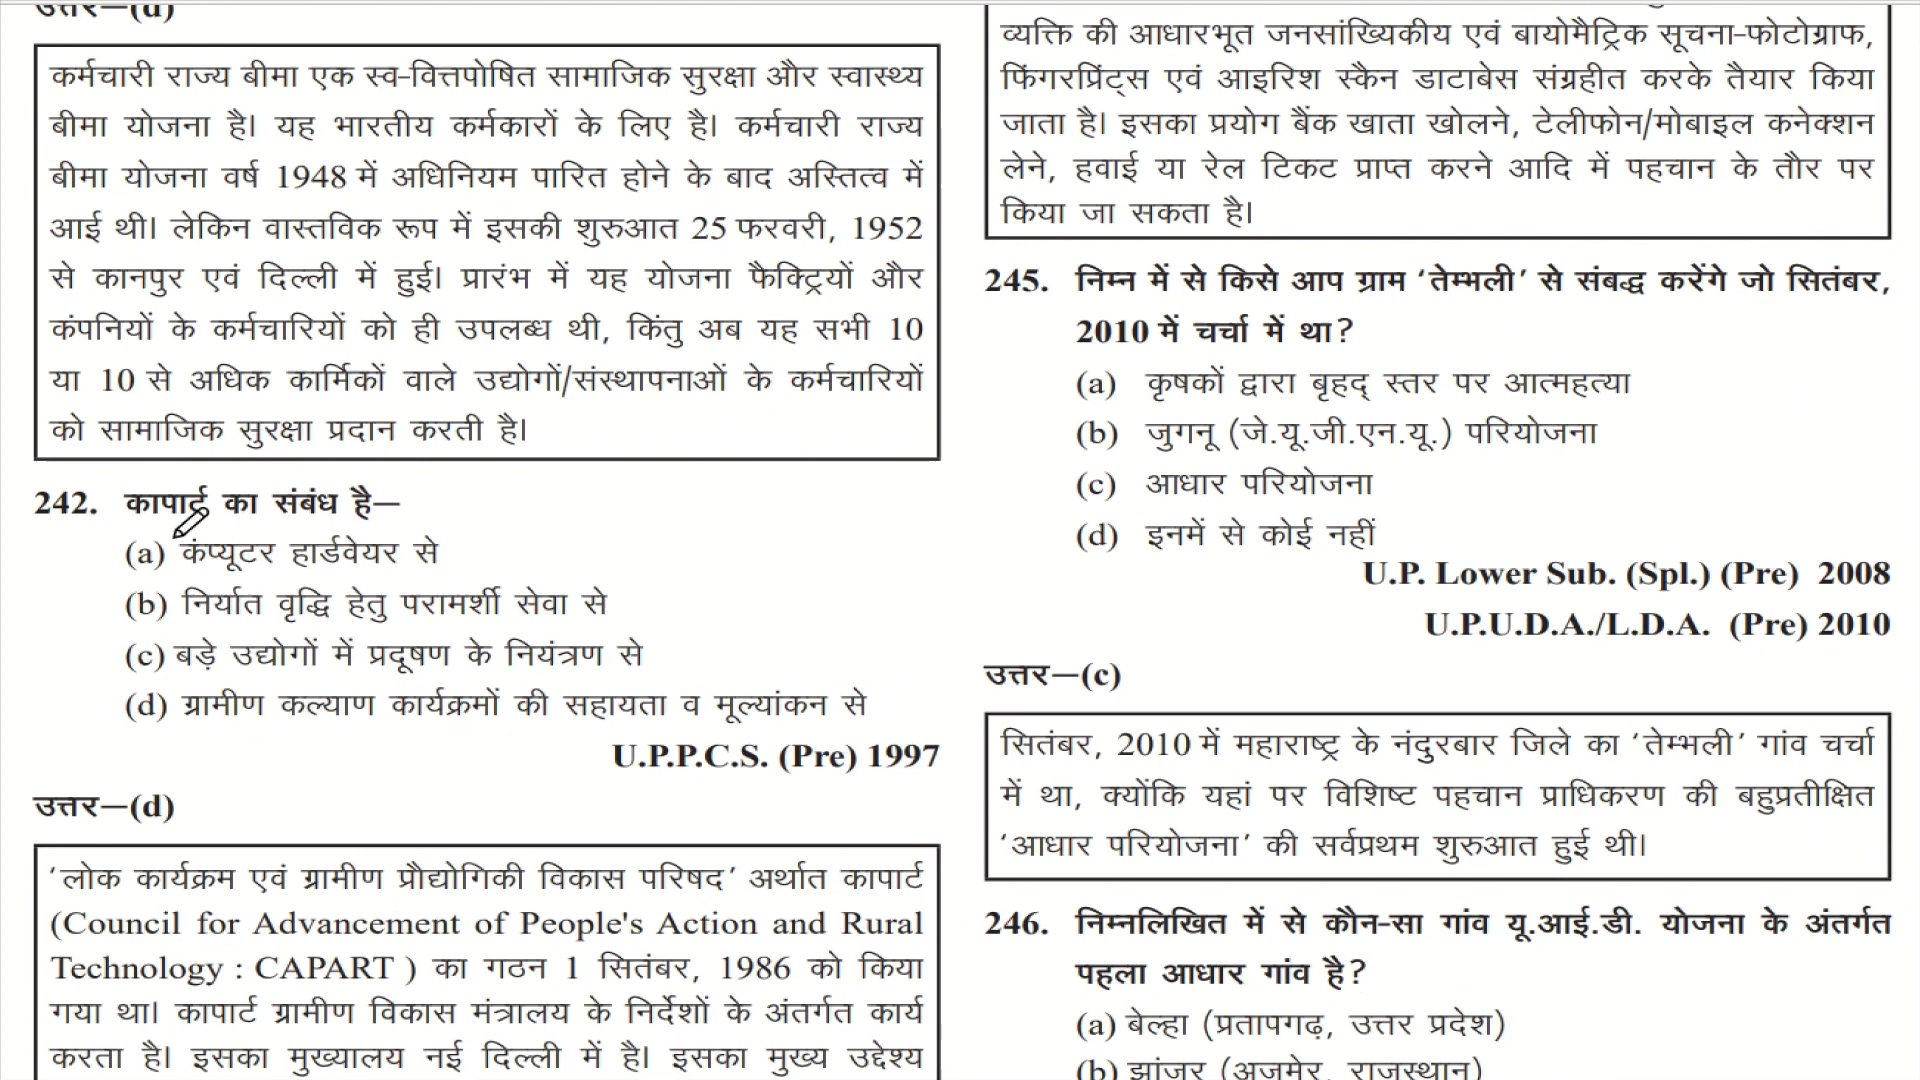 उत्तर—(d)
कर्मचारी राज्य बीमा एक स्व-वित्तपोषित सामाजिक सुरक्षा और स्वास्थ्य
बीमा योजना है। यह भारतीय कर्मकारों के लिए है। कर्मचारी राज्य
बीमा योजना वर्ष 1948 में अधिनियम पारित होने के बाद अस्तित्व में
आई थी। लेकिन वास्तविक रूप में इसकी शुरुआत 25 फरवरी, 1952
से कानपुर एवं दिल्ली में हुई। प्रारंभ में यह योजना फैक्ट्रियों और
कंपनियों के कर्मचारियों को ही उपलब्ध थी, किंतु अब यह सभी 10
या 10 से अधिक कार्मिकों वाले उद्योगों/संस्थापनाओं के कर्मचारियों
को सामाजिक सुरक्षा प्रदान करती है।
242. कापार्ट का संबंध है—
(a) कंप्यूटर हार्डवेयर से
(b) निर्यात वृद्धि हेतु परामर्शी सेवा से
(c) बड़े उद्योगों में प्रदूषण के नियंत्रण से
(d) ग्रामीण कल्याण कार्यक्रमों की सहायता व मूल्यांकन से
U.P.P.C.S. (Pre) 1997
उत्तर—(d)
'लोक कार्यक्रम एवं ग्रामीण प्रौद्योगिकी विकास परिषद' अर्थात कापार्ट
(Council for Advancement of People's Action and Rural
Technology : CAPART ) का गठन 1 सितंबर, 1986 को किया
गया था। कापार्ट ग्रामीण विकास मंत्रालय के निर्देशों के अंतर्गत कार्य
करता है। इसका मुख्यालय नई दिल्ली में है। इसका मुख्य उद्देश्य
व्यक्ति की आधारभूत जनसांख्यिकीय एवं बायोमैट्रिक सूचना-फोटोग्राफ,
फिंगरप्रिंट्स एवं आइरिश स्कैन डाटाबेस संग्रहीत करके तैयार किया
जाता है। इसका प्रयोग बैंक खाता खोलने, टेलीफोन/मोबाइल कनेक्शन
लेने, हवाई या रेल टिकट प्राप्त करने आदि में पहचान के तौर पर
किया जा सकता है।
245. निम्न में से किसे आप ग्राम 'तेम्भली' से संबद्ध करेंगे जो सितंबर,
2010 में चर्चा में था?
(a) कृषकों द्वारा बृहद् स्तर पर आत्महत्या
(b) जुगनू (जे.यू.जी.एन.यू.) परियोजना
(c) आधार परियोजना
(d) इनमें से कोई नहीं
U.P. Lower Sub. (Spl.) (Pre) 2008
U.P.U.D.A./L.D.A. (Pre) 2010
उत्तर—(c)
सितंबर, 2010 में महाराष्ट्र के नंदुरबार जिले का 'तेम्भली' गांव चर्चा
में था, क्योंकि यहां पर विशिष्ट पहचान प्राधिकरण की बहुप्रतीक्षित
'आधार परियोजना' की सर्वप्रथम शुरुआत हुई थी।
246. निम्नलिखित में से कौन-सा गांव यू.आई.डी. योजना के अंतर्गत
पहला आधार गांव है?
(a) बेल्हा (प्रतापगढ़, उत्तर प्रदेश)
(b) झांजर (अजमेर, राजस्थान)